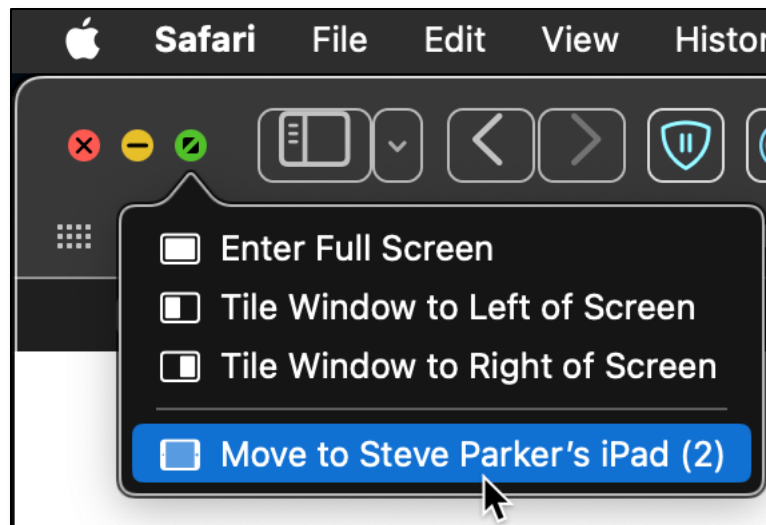 Safari File Edit View Histor
Enter Full Screen
Tile Window to Left of Screen
Tile Window to Right of Screen
Move to Steve Parker’s iPad (2)